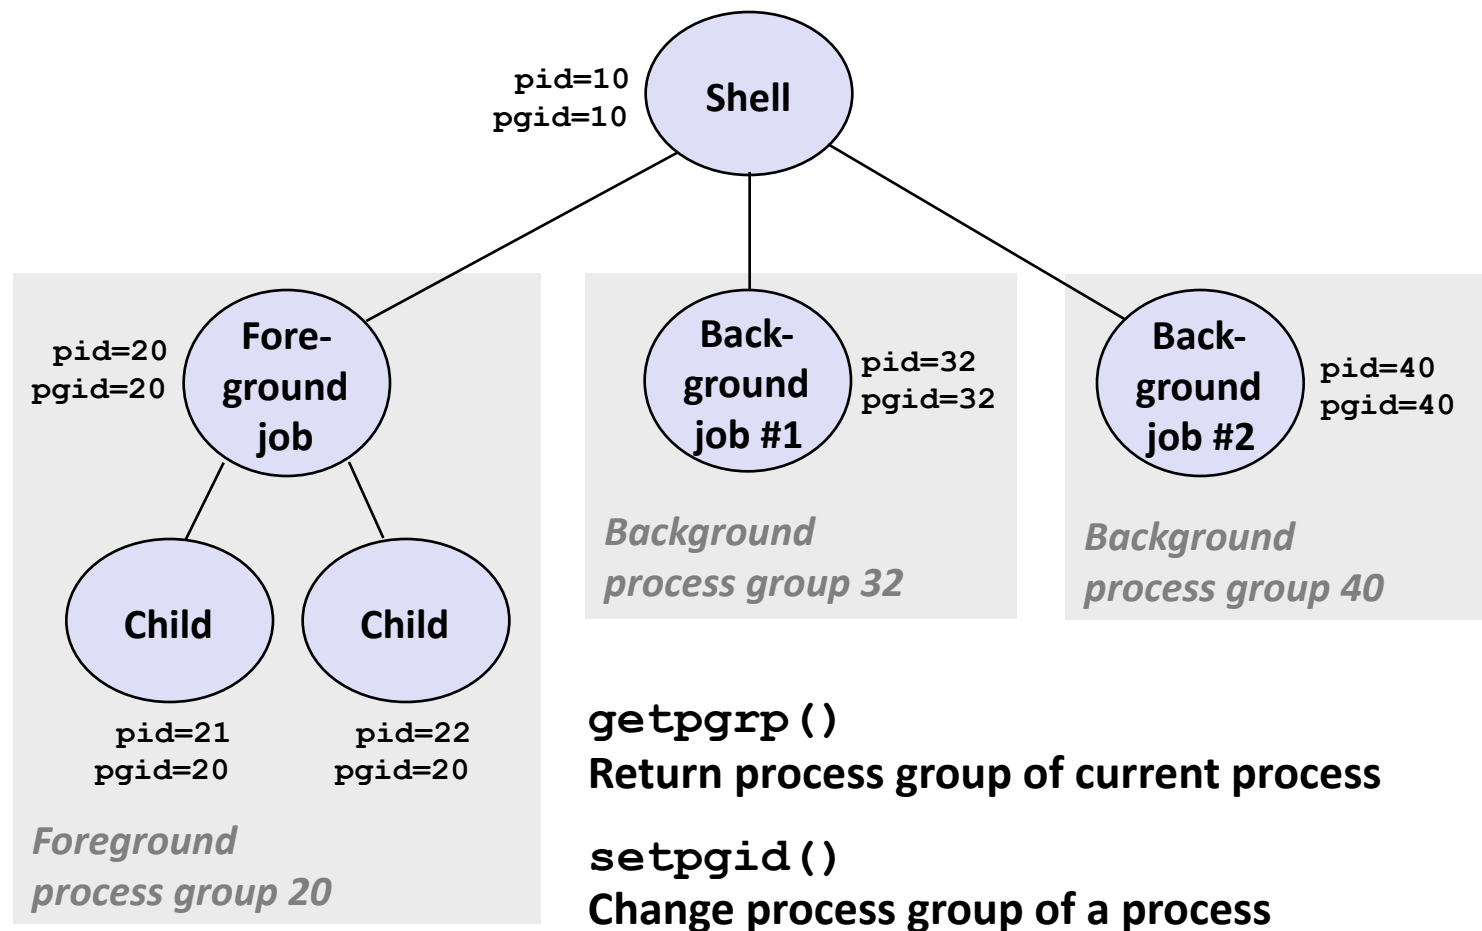 pid=10
pgid=10
Shell
pid=20
pgid=20
Fore-
ground
job
Back-
ground
job #1
pid=32
pgid=32
Back-
ground
job #2
pid=40
pgid=40
Background
process group 32
Background
process group 40
Child
Child
pid=21
pgid=20
pid=22
pgid=20
Foreground
process group 20
getpgrp()
Return process group of current process
setpgid()
Change process group of a process